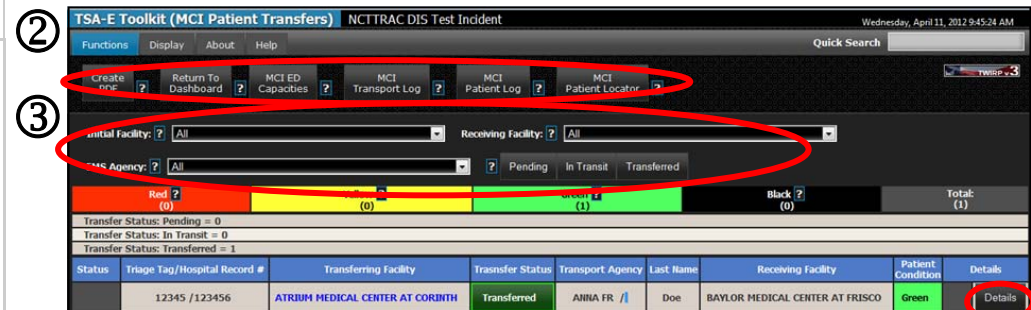 ②
TSA-E Toolkit (MCI Patient Transfers) NCTTRAC DIS Test Incident Wednesday, April 11, 2012 9:45:24 AM
Functions Display About Help Quick Search
Create PDF ? Return To Dashboard ? MCI ED Capacities ? MCI Transport Log ? MCI Patient Log ? MCI Patient Locator ? TWIRP v3
③
Initial Facility: ? All Receiving Facility: ? All
EMS Agency: ? All ? Pending In Transit Transferred
Red ? (0) ? (0) Green ? (1) Black ? (0) Total: (1)
Transfer Status: Pending = 0
Transfer Status: In Transit = 0
Transfer Status: Transferred = 1
Status Triage Tag/Hospital Record # Transferring Facility Trasnsfer Status Transport Agency Last Name Receiving Facility Patient Condition Details
12345 /123456 ATRIUM MEDICAL CENTER AT CORINTH Transferred ANNA FR / Doe BAYLOR MEDICAL CENTER AT FRISCO Green Details